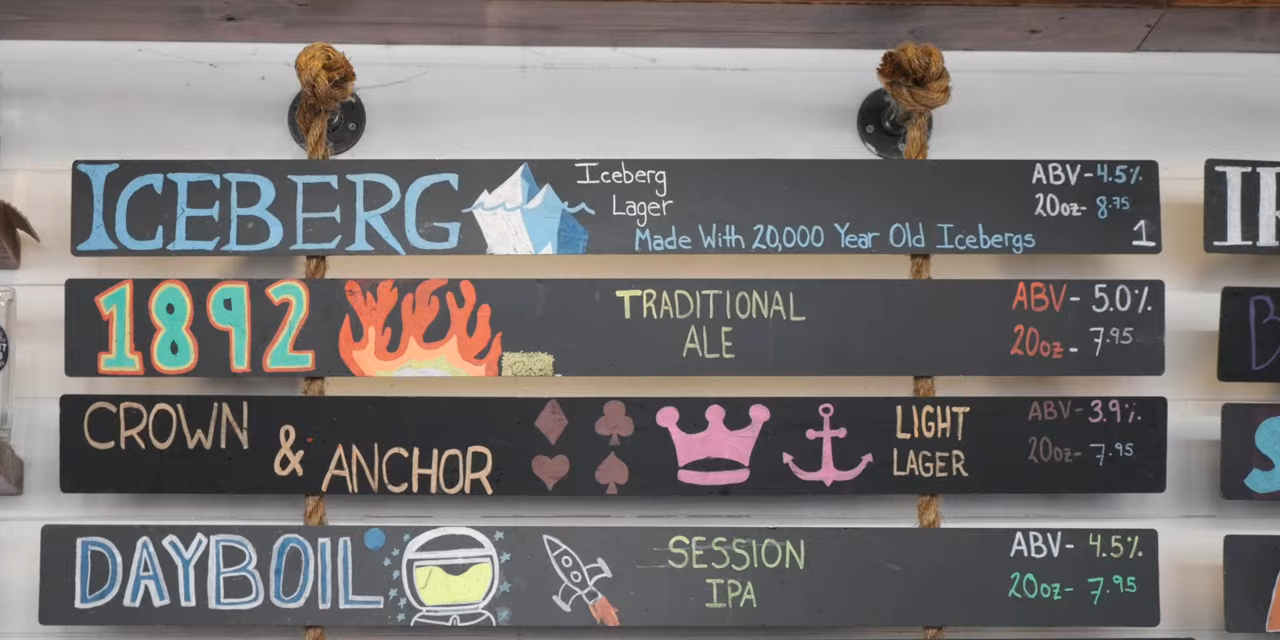 ICEBERG
Iceberg
Lager
Made With 20,000 Year Old Icebergs
ABV-4.5%
20oz- 8.75
1
1892
TRADITIONAL
ALE
ABV- 5.0%
20oz- 7.95
CROWN
&
ANCHOR
LIGHT
LAGER
ABV-3.9%
20oz- 7.95
DAYBOIL
SESSION
IPA
ABV- 4.5%
20oz- 7.95